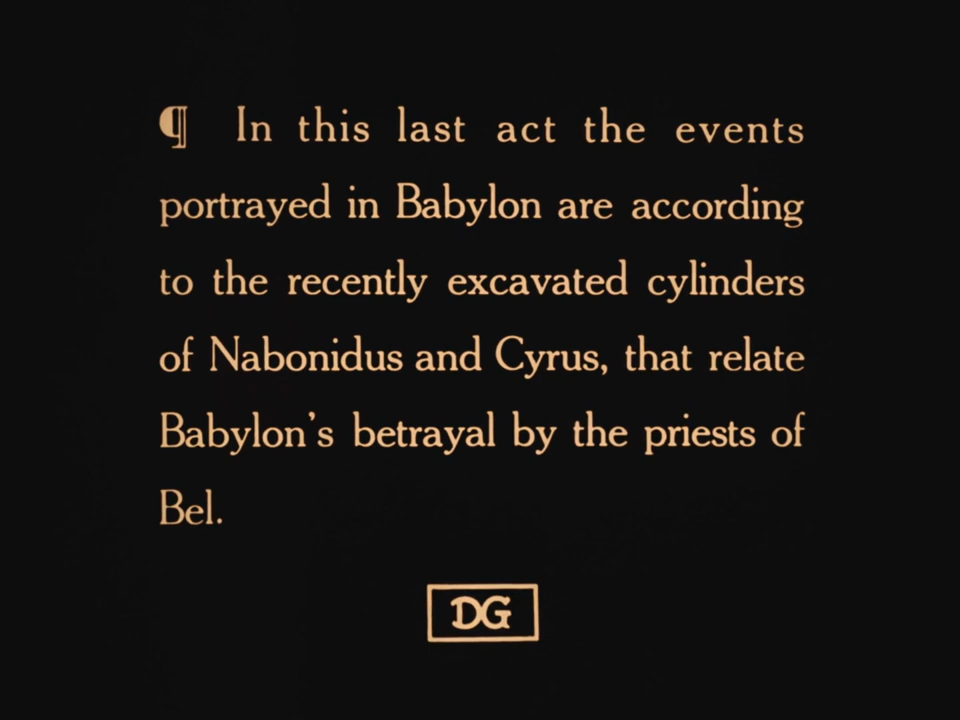 ¶ In this last act the events
portrayed in Babylon are according
to the recently excavated cylinders
of Nabonidus and Cyrus, that relate
Babylon's betrayal by the priests of
Bel.
DG